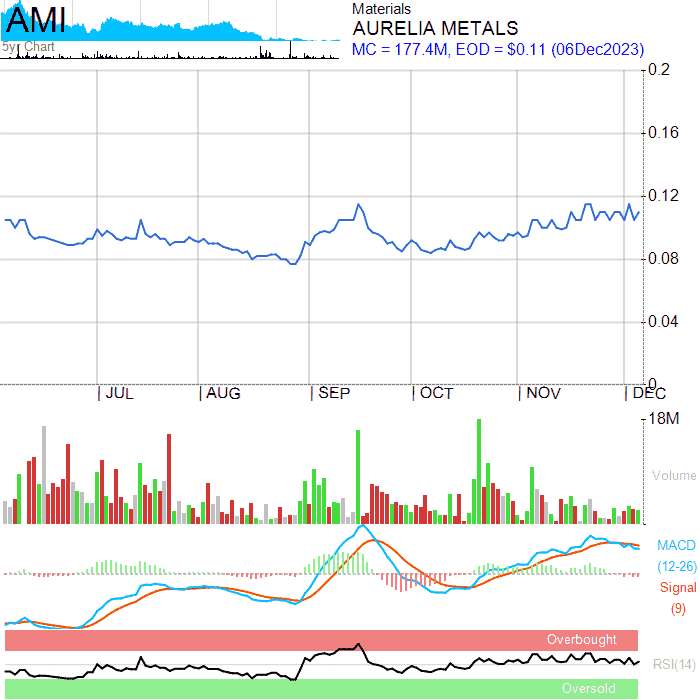 AMI
5yr Chart
Materials
AURELIA METALS
MC = 177.4M, EOD = $0.11 (06Dec2023)
0.2
0.16
0.12
0.08
0.04
0
JUL AUG SEP OCT NOV DEC
18M
Volume
MACD
(12-26)
Signal
(9)
Overbought
RSI(14)
Oversold